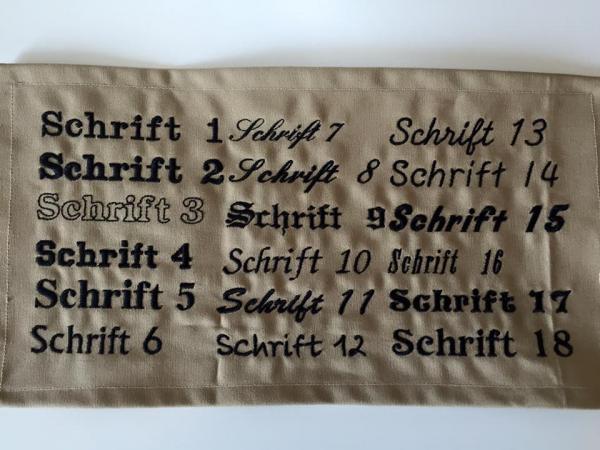 Schrift 1
Schrift 2
Schrift 3
Schrift 4
Schrift 5
Schrift 6
Schrift 7
Schrift 8
Schrift 9
Schrift 10
Schrift 11
Schrift 12
Schrift 13
Schrift 14
Schrift 15
Schrift 16
Schrift 17
Schrift 18